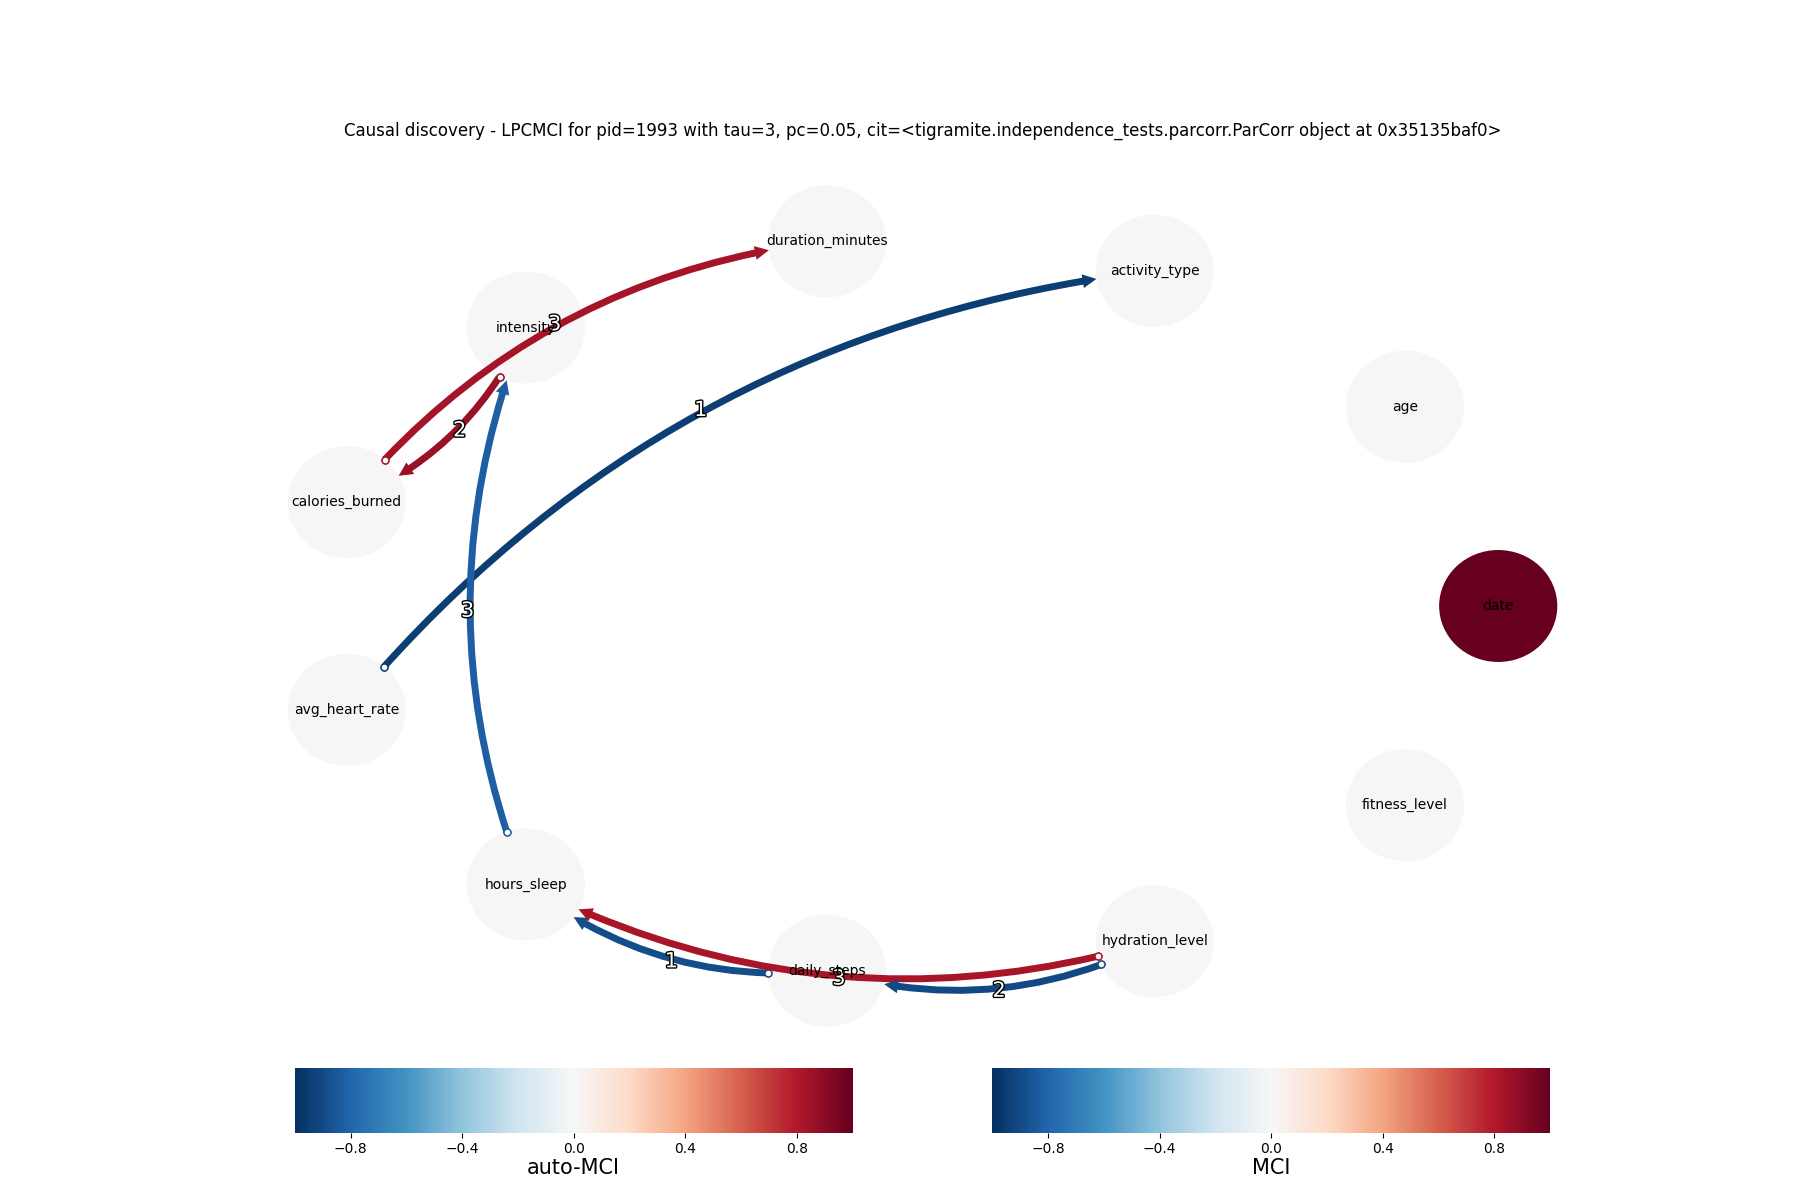 Causal discovery - LPCMCI for pid=1993 with tau=3, pc=0.05, cit=<tigramite.independence_tests.parcorr.ParCorr object at 0x35135baf0>
duration_minutes
activity_type
intensity
3
age
1
2
calories_burned
date
3
avg_heart_rate
fitness_level
hours_sleep
hydration_level
1
daily_steps
3
2
−0.8 −0.4 0.0 0.4 0.8
−0.8 −0.4 0.0 0.4 0.8
auto-MCI
MCI